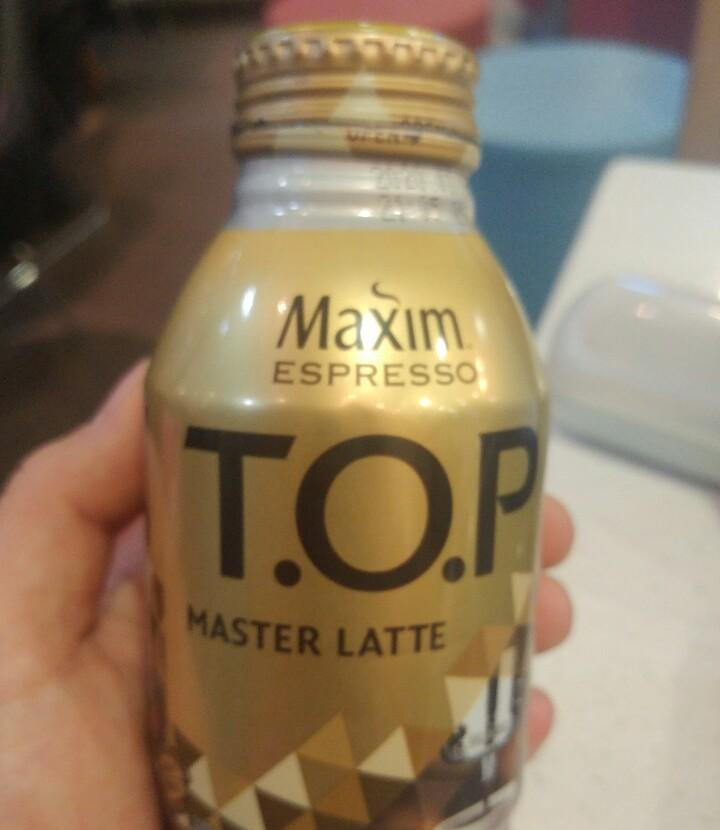 OPEN
Maxim
ESPRESSO
T.O.P
MASTER LATTE